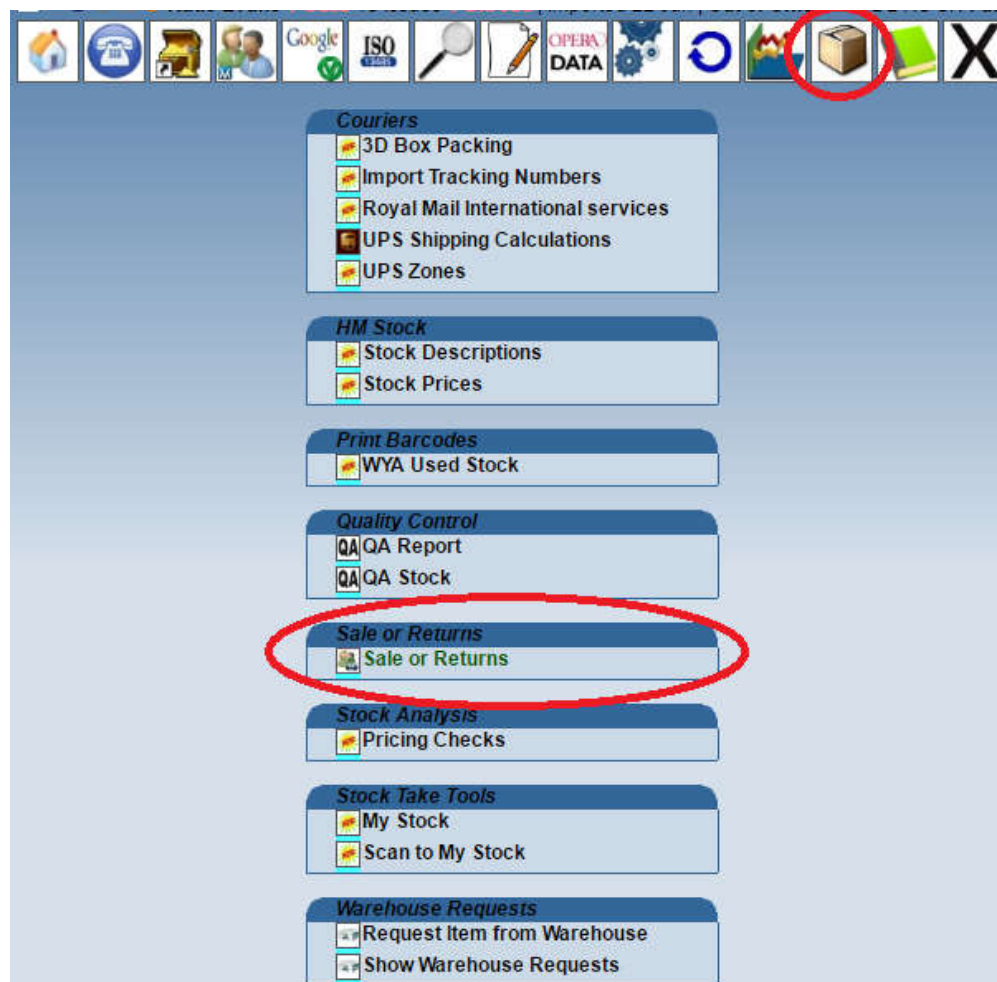 Google
ISO
13485
OPERA
DATA
M
X
Couriers
3D Box Packing
Import Tracking Numbers
Royal Mail International services
UPS Shipping Calculations
UPS Zones
HM Stock
Stock Descriptions
Stock Prices
Print Barcodes
WYA Used Stock
Quality Control
QA QA Report
QA QA Stock
Sale or Returns
Sale or Returns
Stock Analysis
Pricing Checks
Stock Take Tools
My Stock
Scan to My Stock
Warehouse Requests
Request Item from Warehouse
Show Warehouse Requests